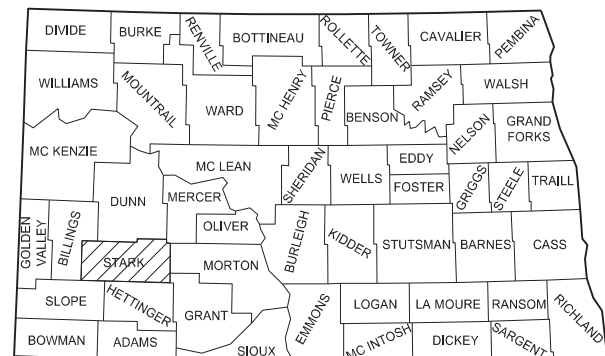 DIVIDE
BURKE
RENVILLE
BOTTINEAU
ROLLETTE
TOWNER
CAVALIER
PEMBINA
WILLIAMS
MOUNTRAIL
WARD
MC HENRY
PIERCE
BENSON
RAMSEY
WALSH
NELSON
GRAND
FORKS
MC KENZIE
DUNN
MC LEAN
MERCER
OLIVER
SHERIDAN
WELLS
EDDY
FOSTER
GRIGGS
STEELE
TRAILL
GOLDEN
VALLEY
BILLINGS
STARK
MORTON
BURLEIGH
KIDDER
STUTSMAN
BARNES
CASS
SLOPE
HETTINGER
GRANT
EMMONS
LOGAN
LA MOURE
RANSOM
RICHLAND
BOWMAN
ADAMS
SIOUX
MC INTOSH
DICKEY
SARGENT